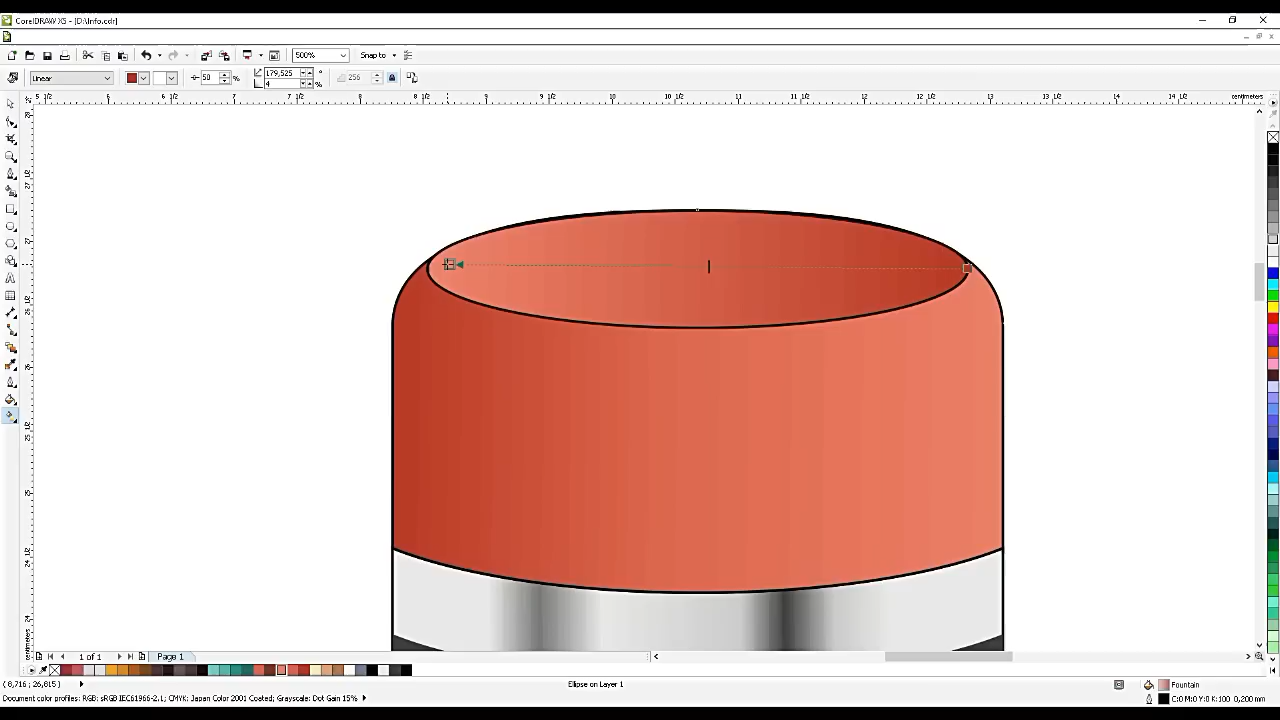 CorelDRAW X5 - [D:\Info.cdr]
500%
Snap to
Linear
50
%
179,525
°
4
%
256
5 1/2
6
6 1/2
7
7 1/2
8
8 1/2
9
9 1/2
10
10 1/2
11
11 1/2
12
12 1/2
13
13 1/2
14
14 1/2
centimeters
1 of 1
Page 1
( 8,716 ; 26,815 )
Ellipse on Layer 1
Fountain
Document color profiles: RGB: sRGB IEC61966-2.1; CMYK: Japan Color 2001 Coated; Grayscale: Dot Gain 15%
C:0 M:0 Y:0 K:100 0,200 mm